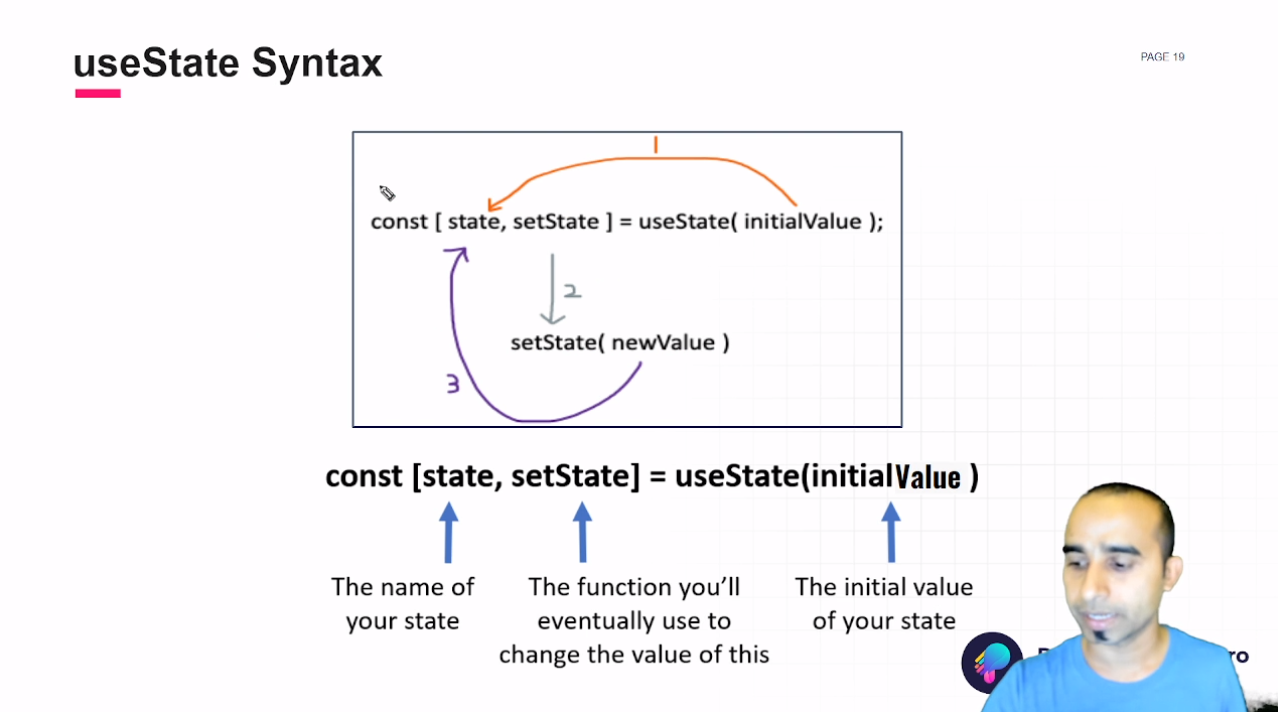 useState Syntax
PAGE 19
1
const [ state, setState ] = useState( initialValue );
2
setState( newValue )
3
const [state, setState] = useState(initialValue )
The name of
your state
The function you'll
eventually use to
change the value of this
The initial value
of your state